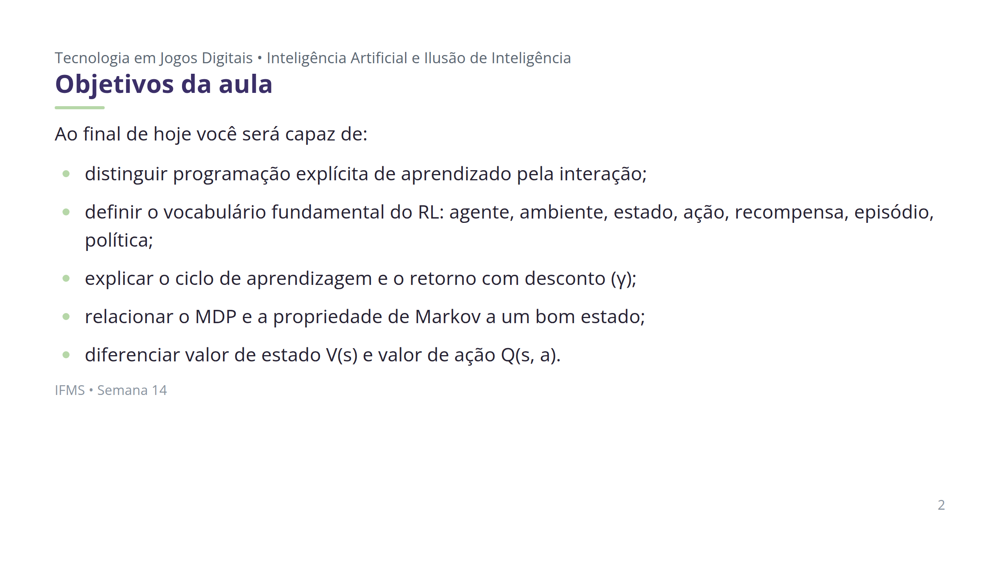 Tecnologia em Jogos Digitais • Inteligência Artificial e Ilusão de Inteligência
Objetivos da aula
Ao final de hoje você será capaz de:
• distinguir programação explícita de aprendizado pela interação;
• definir o vocabulário fundamental do RL: agente, ambiente, estado, ação, recompensa, episódio,
política;
• explicar o ciclo de aprendizagem e o retorno com desconto (γ);
• relacionar o MDP e a propriedade de Markov a um bom estado;
• diferenciar valor de estado V(s) e valor de ação Q(s, a).
IFMS • Semana 14
2